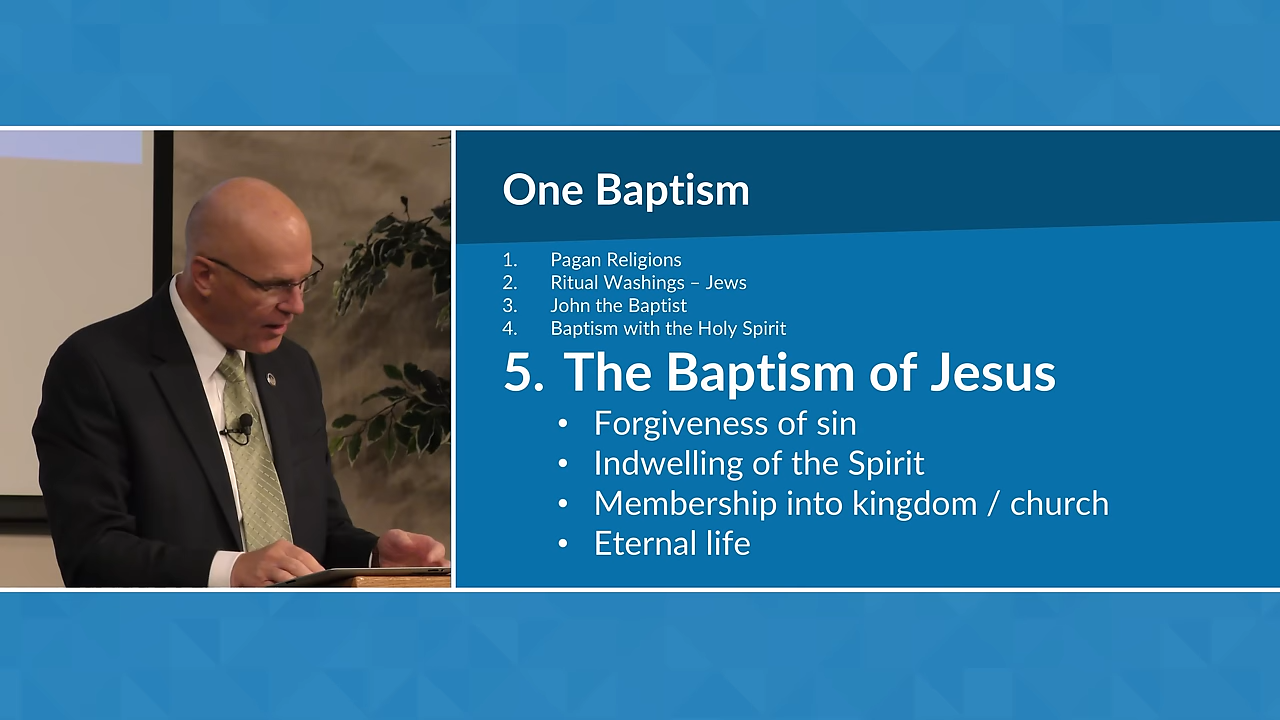 One Baptism
1. Pagan Religions
2. Ritual Washings – Jews
3. John the Baptist
4. Baptism with the Holy Spirit
5. The Baptism of Jesus
• Forgiveness of sin
• Indwelling of the Spirit
• Membership into kingdom / church
• Eternal life